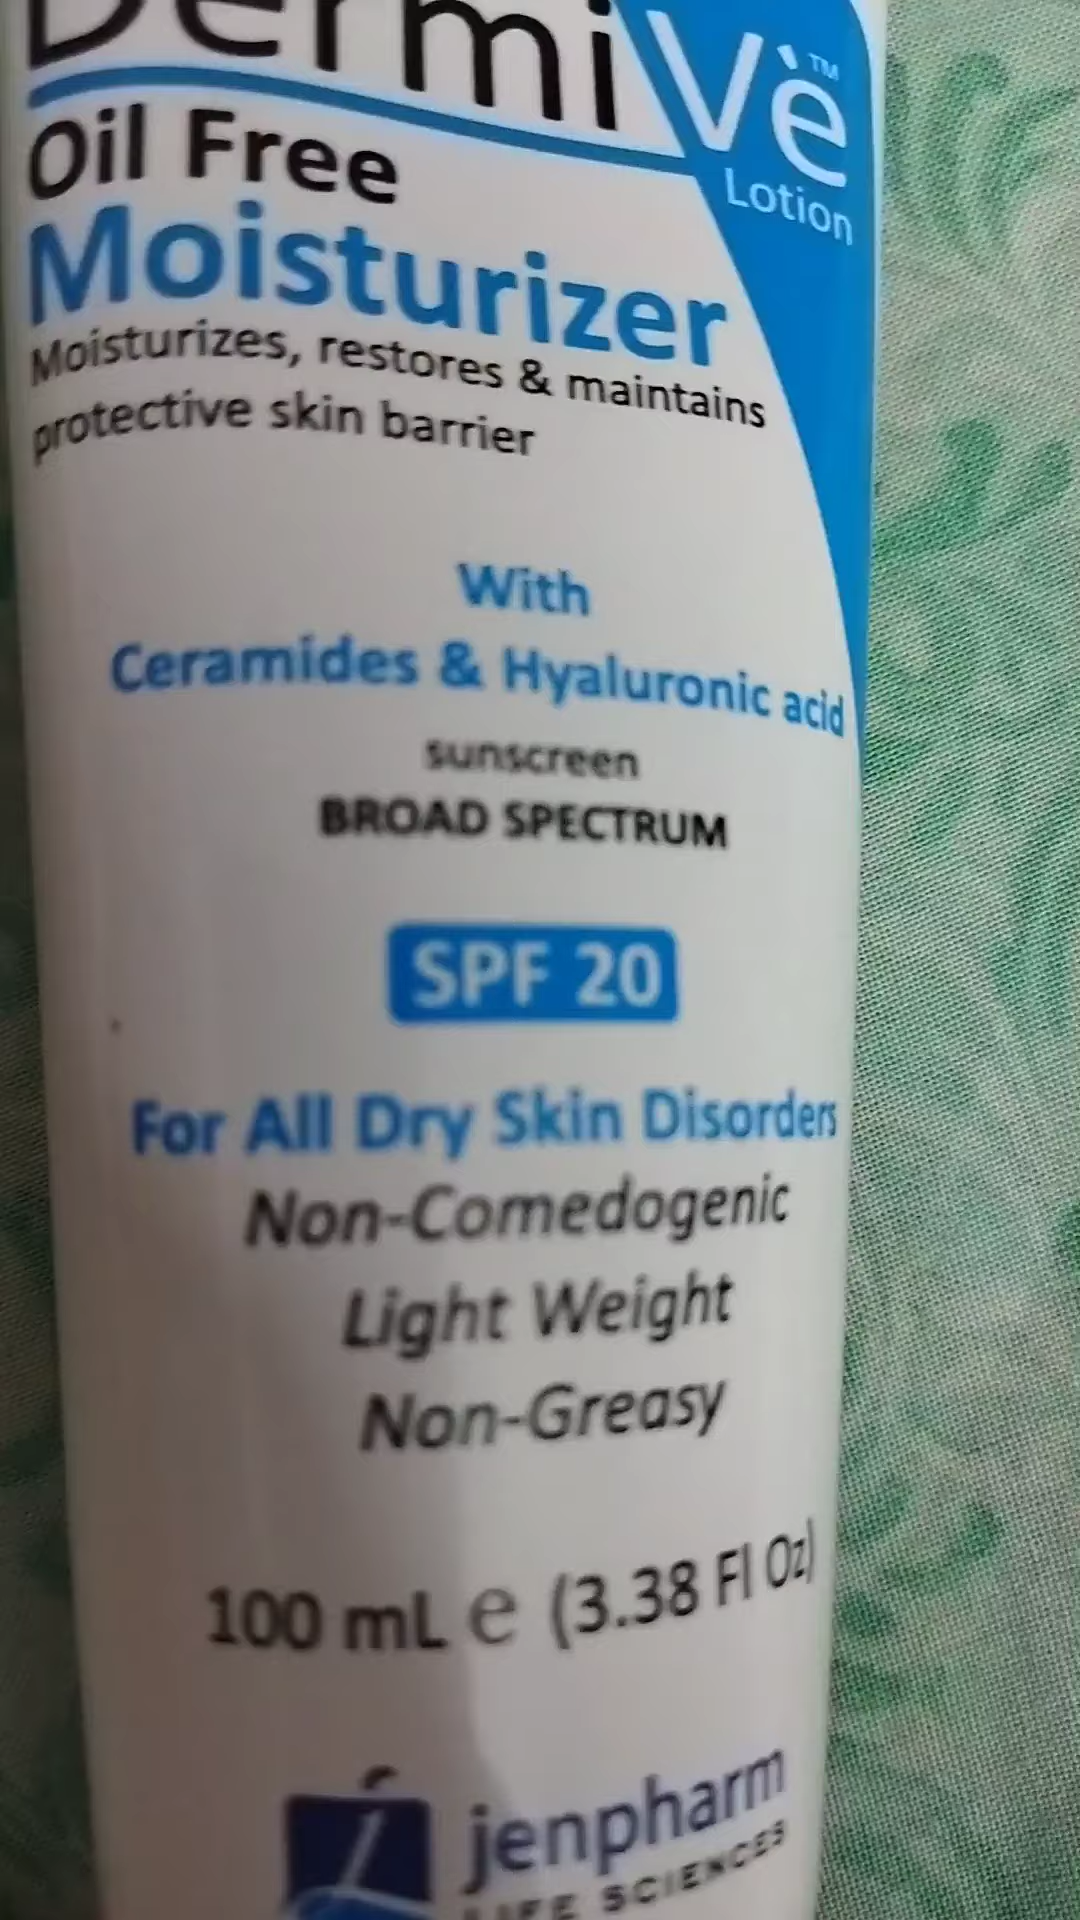 DermiVè™
Lotion
Oil Free
Moisturizer
Moisturizes, restores & maintains
protective skin barrier
With
Ceramides & Hyaluronic acid
sunscreen
BROAD SPECTRUM
SPF 20
For All Dry Skin Disorders
Non-Comedogenic
Light Weight
Non-Greasy
100 mL e (3.38 Fl Oz)
jenpharm
LIFE SCIENCES